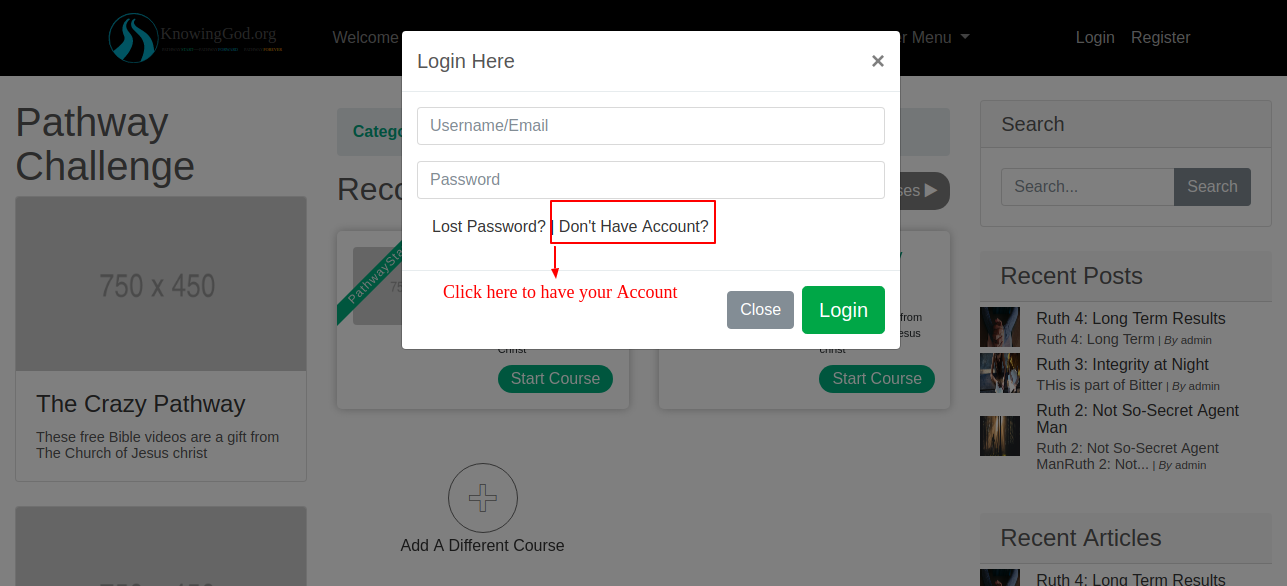 KnowingGod.org
Welcome
er Menu
Login
Register
Login Here
×
Username/Email
Password
Lost Password? | Don't Have Account?
Click here to have your Account
Close
Login
Pathway
Challenge
750 x 450
The Crazy Pathway
These free Bible videos are a gift from
The Church of Jesus christ
Catego
Reco
ses
PathwaySta
75
Christ
Start Course
from
esus
christ
Start Course
Add A Different Course
Search
Search...
Search
Recent Posts
Ruth 4: Long Term Results
Ruth 4: Long Term | By admin
Ruth 3: Integrity at Night
THis is part of Bitter | By admin
Ruth 2: Not So-Secret Agent
Man
Ruth 2: Not So-Secret Agent
ManRuth 2: Not... | By admin
Recent Articles
Ruth 4: Long Term Results